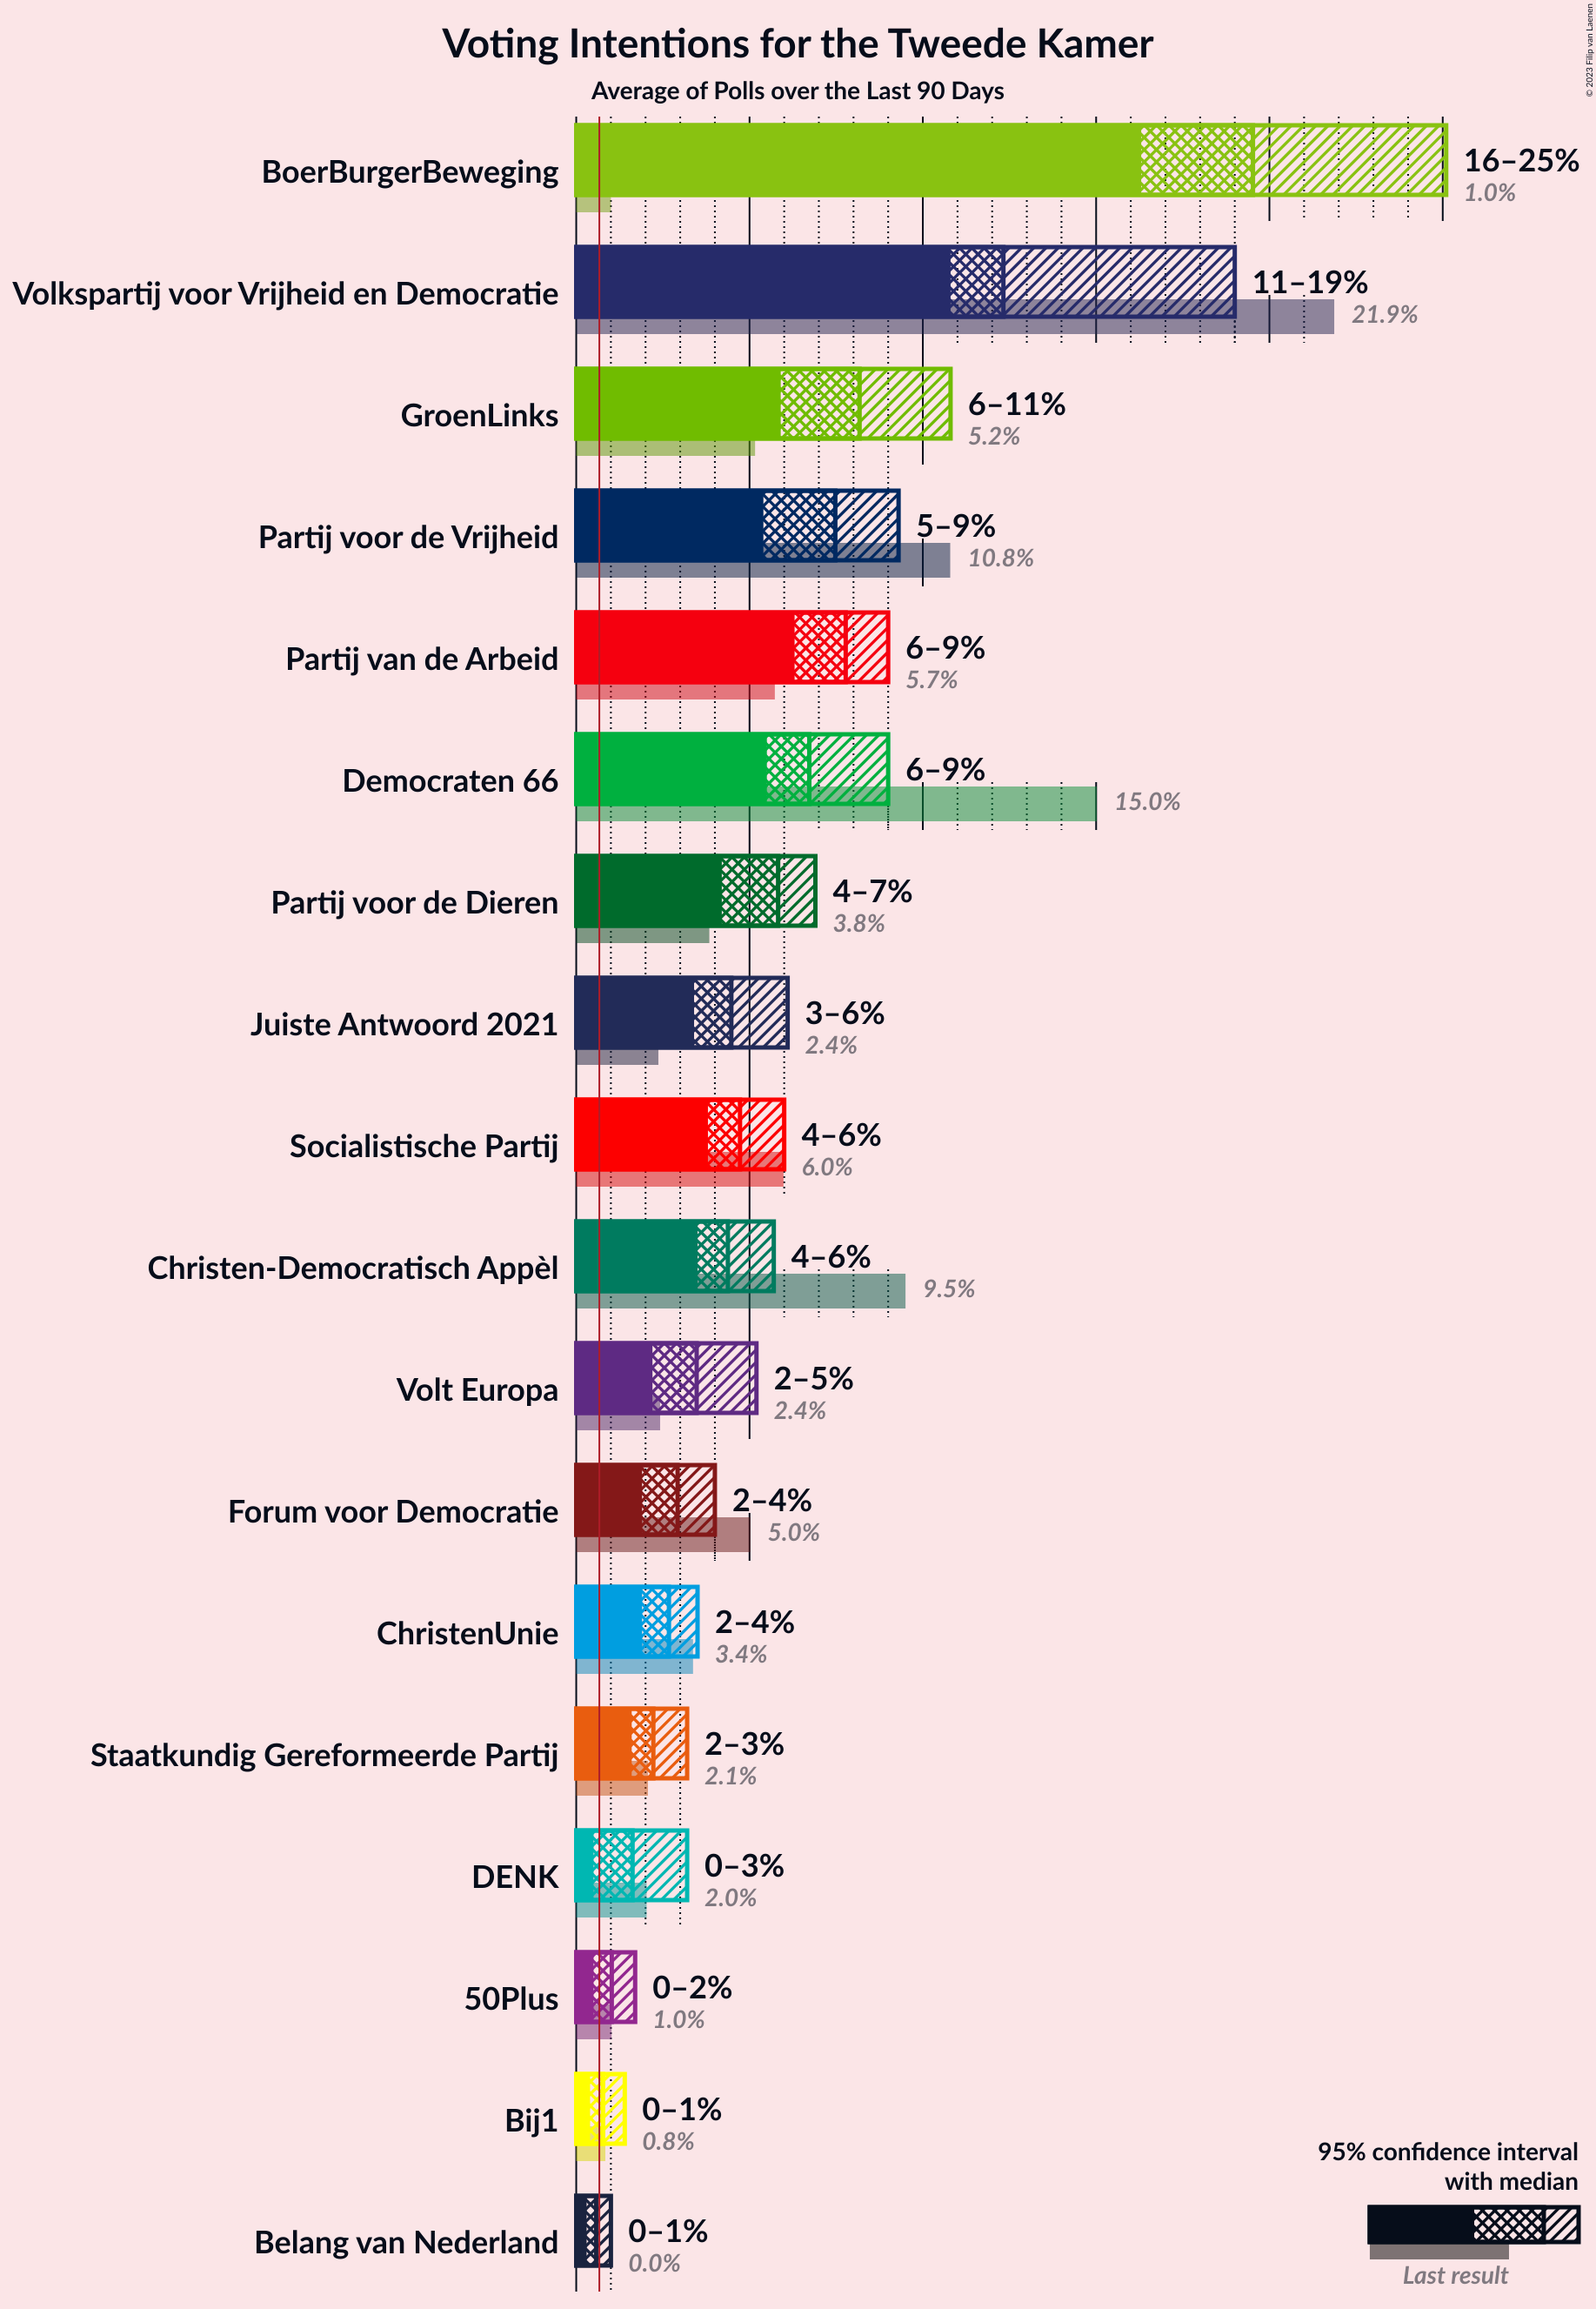 Voting Intentions for the Tweede Kamer
Average of Polls over the Last 90 Days
© 2023 Filip van Laenen
BoerBurgerBeweging
16–25%
1.0%
Volkspartij voor Vrijheid en Democratie
11–19%
21.9%
GroenLinks
6–11%
5.2%
Partij voor de Vrijheid
5–9%
10.8%
Partij van de Arbeid
6–9%
5.7%
Democraten 66
6–9%
15.0%
Partij voor de Dieren
4–7%
3.8%
Juiste Antwoord 2021
3–6%
2.4%
Socialistische Partij
4–6%
6.0%
Christen-Democratisch Appèl
4–6%
9.5%
Volt Europa
2–5%
2.4%
Forum voor Democratie
2–4%
5.0%
ChristenUnie
2–4%
3.4%
Staatkundig Gereformeerde Partij
2–3%
2.1%
DENK
0–3%
2.0%
50Plus
0–2%
1.0%
Bij1
0–1%
0.8%
Belang van Nederland
0–1%
0.0%
95% confidence interval
with median
Last result